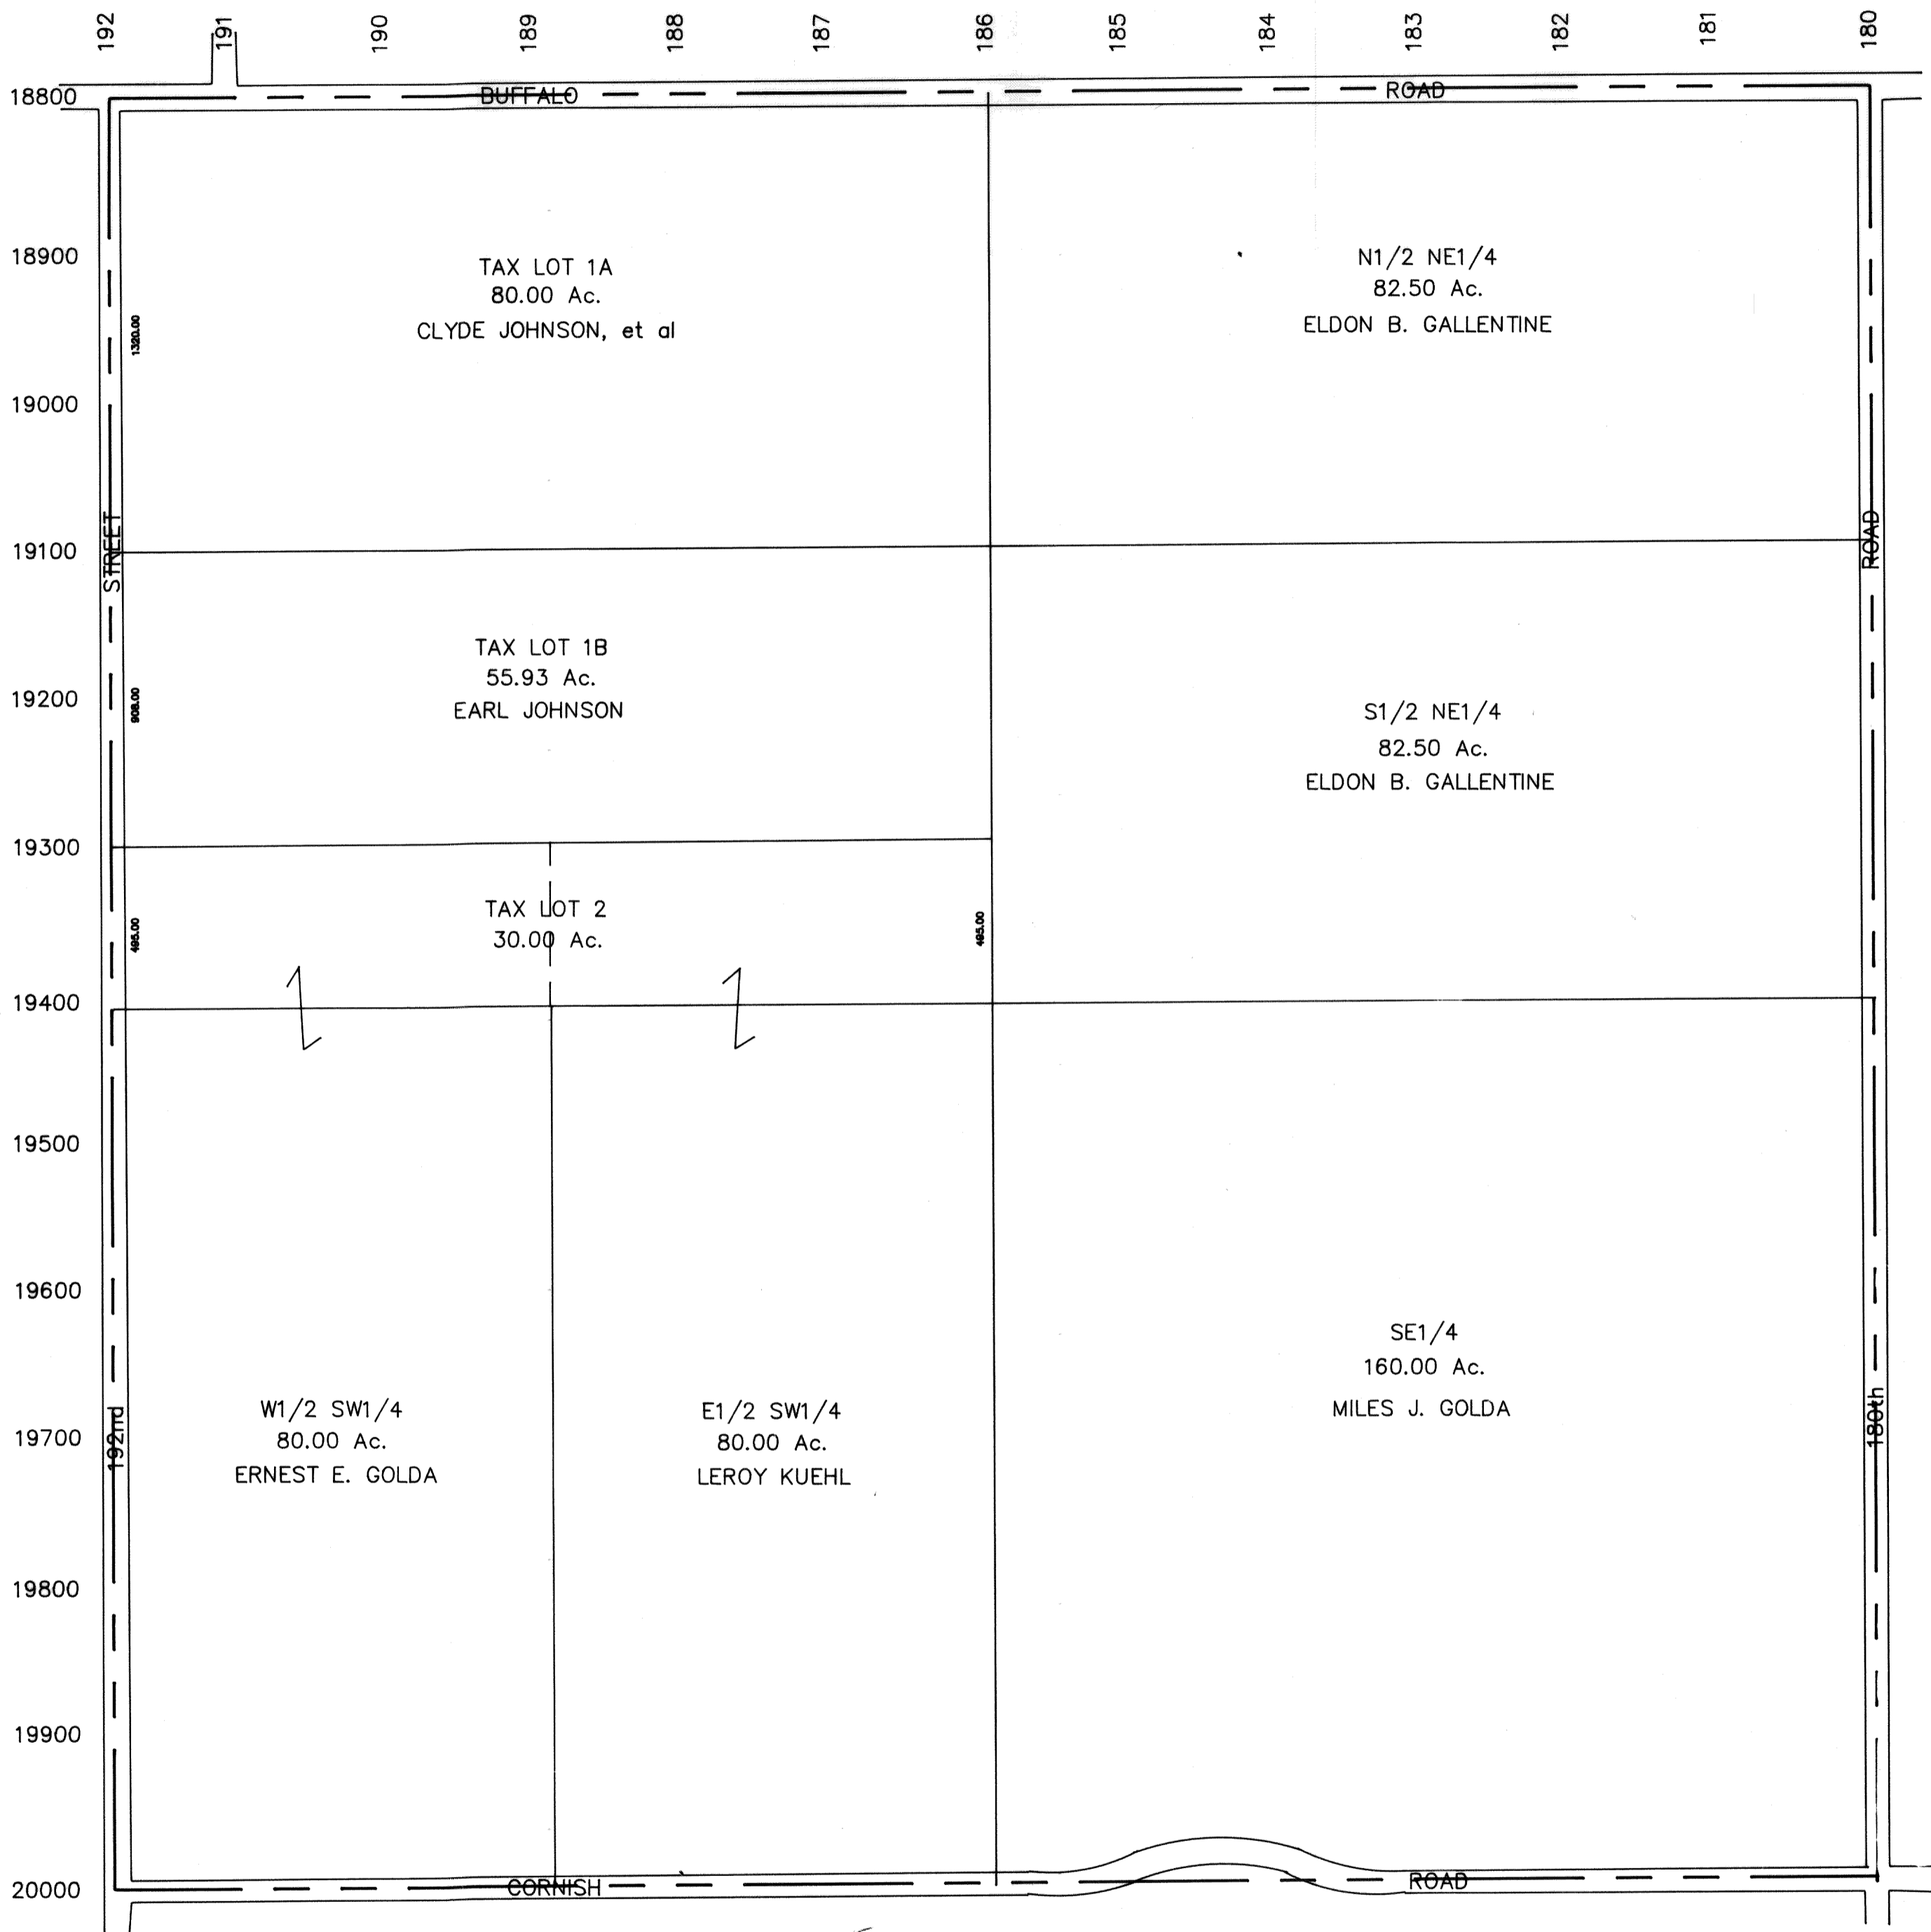 192
191
190
189
188
187
186
185
184
183
182
181
180
18800
BUFFALO
ROAD
18900
TAX LOT 1A
80.00 Ac.
CLYDE JOHNSON, et al
N1/2 NE1/4
82.50 Ac.
ELDON B. GALLENTINE
1320.00
19000
STREET
ROAD
19100
TAX LOT 1B
55.93 Ac.
EARL JOHNSON
19200
908.00
S1/2 NE1/4
82.50 Ac.
ELDON B. GALLENTINE
19300
TAX LOT 2
30.00 Ac.
495.00
495.00
19400
19500
19600
SE1/4
160.00 Ac.
MILES J. GOLDA
192nd
19700
W1/2 SW1/4
80.00 Ac.
ERNEST E. GOLDA
E1/2 SW1/4
80.00 Ac.
LEROY KUEHL
180th
19800
19900
20000
CORNISH
ROAD